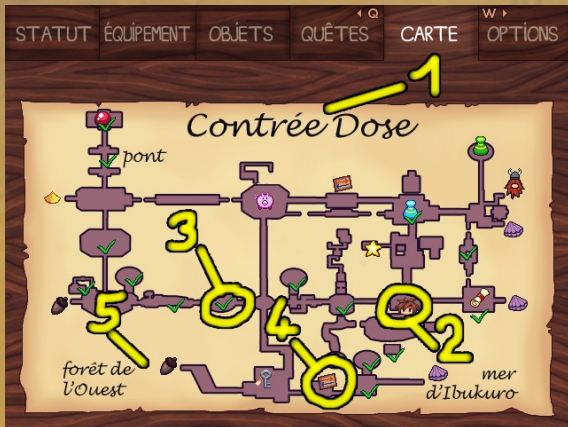 Q W
STATUT ÉQUIPEMENT OBJETS QUÊTES CARTE OPTIONS
1
Contrée Dose
pont
3
5
4
2
forêt de
l'Ouest
mer
d'Ibukuro